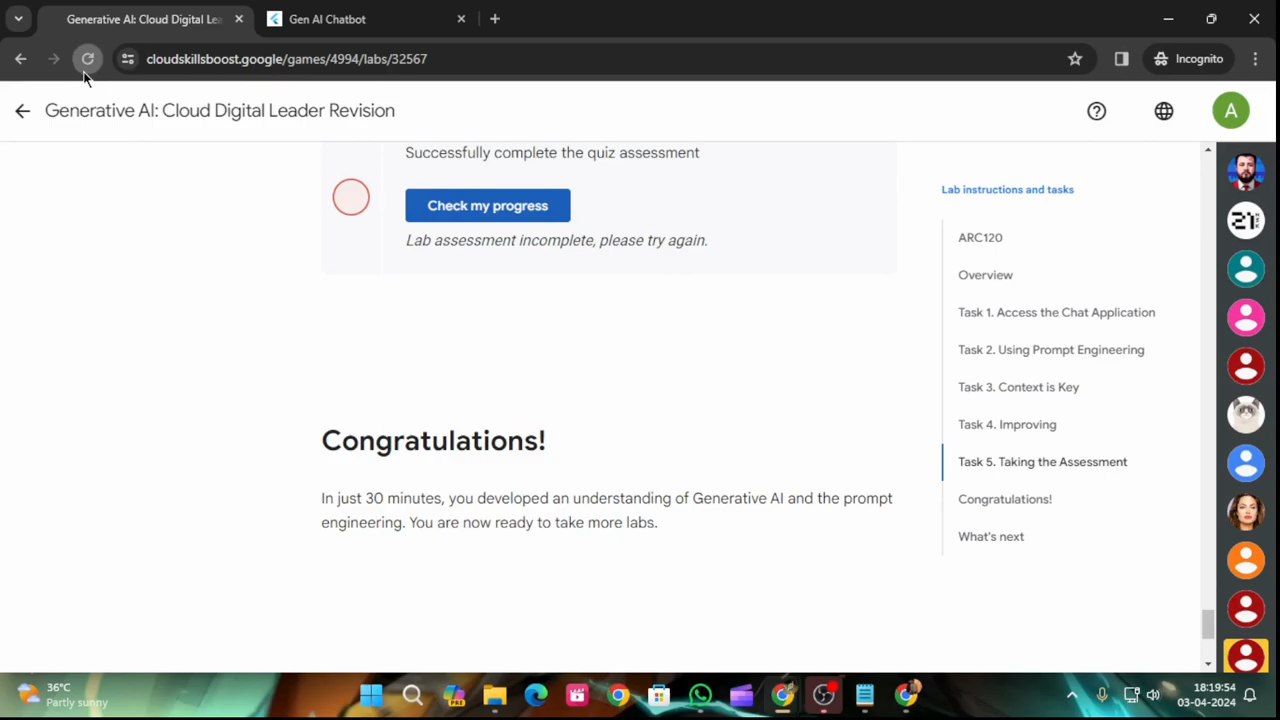 Generative AI: Cloud Digital Lea
Gen AI Chatbot
cloudskillsboost.google/games/4994/labs/32567
Incognito
Generative AI: Cloud Digital Leader Revision
A
Successfully complete the quiz assessment
Check my progress
Lab assessment incomplete, please try again.
Congratulations!
In just 30 minutes, you developed an understanding of Generative AI and the prompt
engineering. You are now ready to take more labs.
Lab instructions and tasks
ARC120
Overview
Task 1. Access the Chat Application
Task 2. Using Prompt Engineering
Task 3. Context is Key
Task 4. Improving
Task 5. Taking the Assessment
Congratulations!
What's next
21
36°C
Partly sunny
PRE
18:19:54
03-04-2024